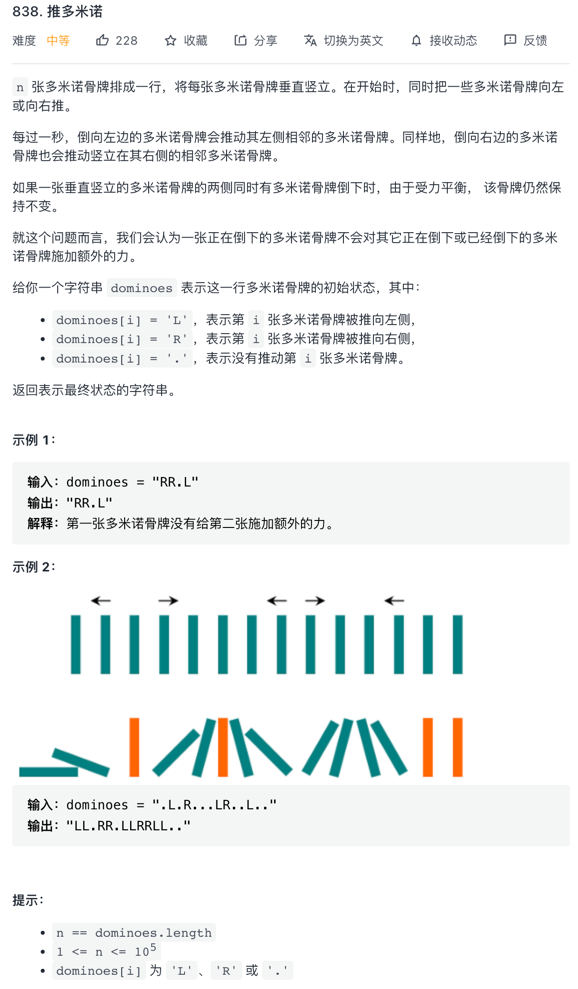 838. 推多米诺
难度 中等 228 收藏 分享 切换为英文 接收动态 反馈
n 张多米诺骨牌排成一行，将每张多米诺骨牌垂直竖立。在开始时，同时把一些多米诺骨牌向左
或向右推。
每过一秒，倒向左边的多米诺骨牌会推动其左侧相邻的多米诺骨牌。同样地，倒向右边的多米诺
骨牌也会推动竖立在其右侧的相邻多米诺骨牌。
如果一张垂直竖立的多米诺骨牌的两侧同时有多米诺骨牌倒下时，由于受力平衡， 该骨牌仍然保
持不变。
就这个问题而言，我们会认为一张正在倒下的多米诺骨牌不会对其它正在倒下或已经倒下的多米
诺骨牌施加额外的力。
给你一个字符串 dominoes 表示这一行多米诺骨牌的初始状态，其中：
• dominoes[i] = 'L'，表示第 i 张多米诺骨牌被推向左侧，
• dominoes[i] = 'R'，表示第 i 张多米诺骨牌被推向右侧，
• dominoes[i] = '.'，表示没有推动第 i 张多米诺骨牌。
返回表示最终状态的字符串。
示例 1：
输入：dominoes = "RR.L"
输出："RR.L"
解释：第一张多米诺骨牌没有给第二张施加额外的力。
示例 2：
输入：dominoes = ".L.R...LR..L.."
输出："LL.RR.LLRRLL.."
提示：
• n == dominoes.length
• 1 <= n <= 10⁵
• dominoes[i] 为 'L'、'R' 或 '.'